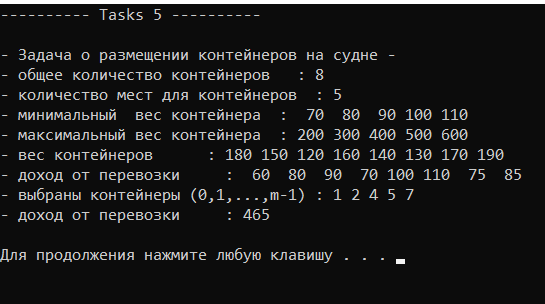 ---------- Tasks 5 ----------
- Задача о размещении контейнеров на судне -
- общее количество контейнеров   : 8
- количество мест для контейнеров  : 5
- минимальный  вес контейнера  :  70  80  90 100 110
- максимальный вес контейнера  : 200 300 400 500 600
- вес контейнеров      : 180 150 120 160 140 130 170 190
- доход от перевозки     :  60  80  90  70 100 110  75  85
- выбраны контейнеры (0,1,...,m-1) : 1 2 4 5 7
- доход от перевозки     : 465
Для продолжения нажмите любую клавишу . . .